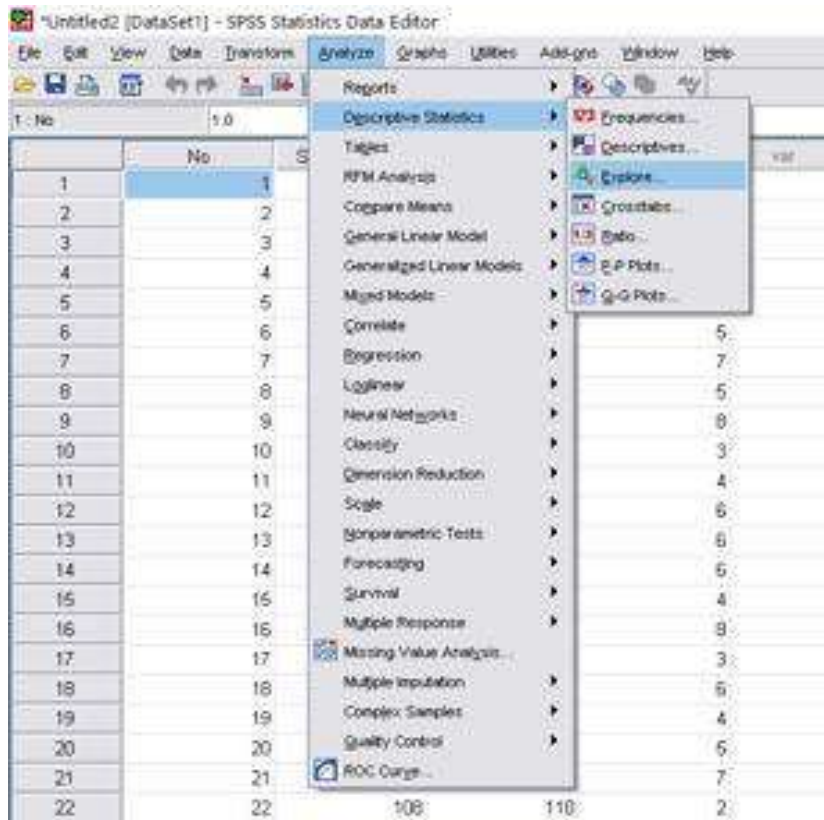 *Untitled2 [DataSet1] - SPSS Statistics Data Editor
File Edit View Data Transform Analyze Graphs Utilities Add-ons Window Help
1 : No 1.0
No S var
Reports
Descriptive Statistics
Tables
RFM Analysis
Compare Means
General Linear Model
Generalized Linear Models
Mixed Models
Correlate
Regression
Loglinear
Neural Networks
Classify
Dimension Reduction
Scale
Nonparametric Tests
Forecasting
Survival
Multiple Response
Missing Value Analysis...
Multiple Imputation
Complex Samples
Quality Control
ROC Curve...
Frequencies...
Descriptives...
Explore...
Crosstabs...
Ratio...
P-P Plots...
Q-Q Plots...
1 1
2 2
3 3
4 4
5 5
6 6 5
7 7 7
8 8 5
9 9 8
10 10 3
11 11 4
12 12 6
13 13 6
14 14 6
15 15 4
16 16
17 17 3
18 18 6
19 19 4
20 20
21 21 7
22 22 108 110 2